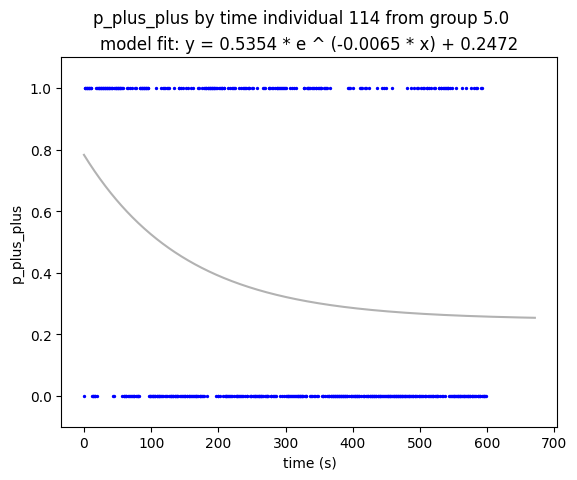 p_plus_plus by time individual 114 from group 5.0
model fit: y = 0.5354 * e ^ (-0.0065 * x) + 0.2472
1.0
0.8
0.6
0.4
0.2
0.0
p_plus_plus
0 100 200 300 400 500 600 700
time (s)